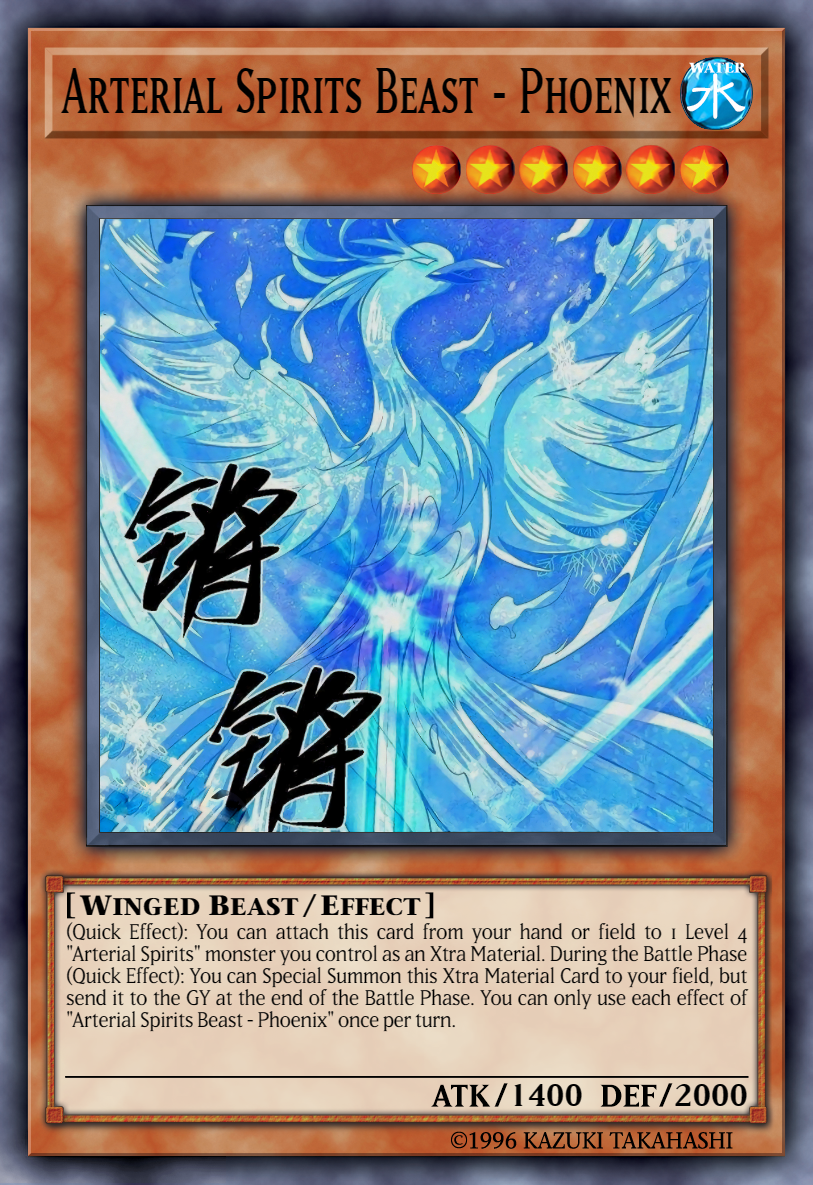 Arterial Spirits Beast - Phoenix
WATER
水
锵
锵
[Winged Beast/Effect]
(Quick Effect): You can attach this card from your hand or field to 1 Level 4
"Arterial Spirits" monster you control as an Xtra Material. During the Battle Phase
(Quick Effect): You can Special Summon this Xtra Material Card to your field, but
send it to the GY at the end of the Battle Phase. You can only use each effect of
"Arterial Spirits Beast - Phoenix" once per turn.
ATK/1400 DEF/2000
©1996 KAZUKI TAKAHASHI